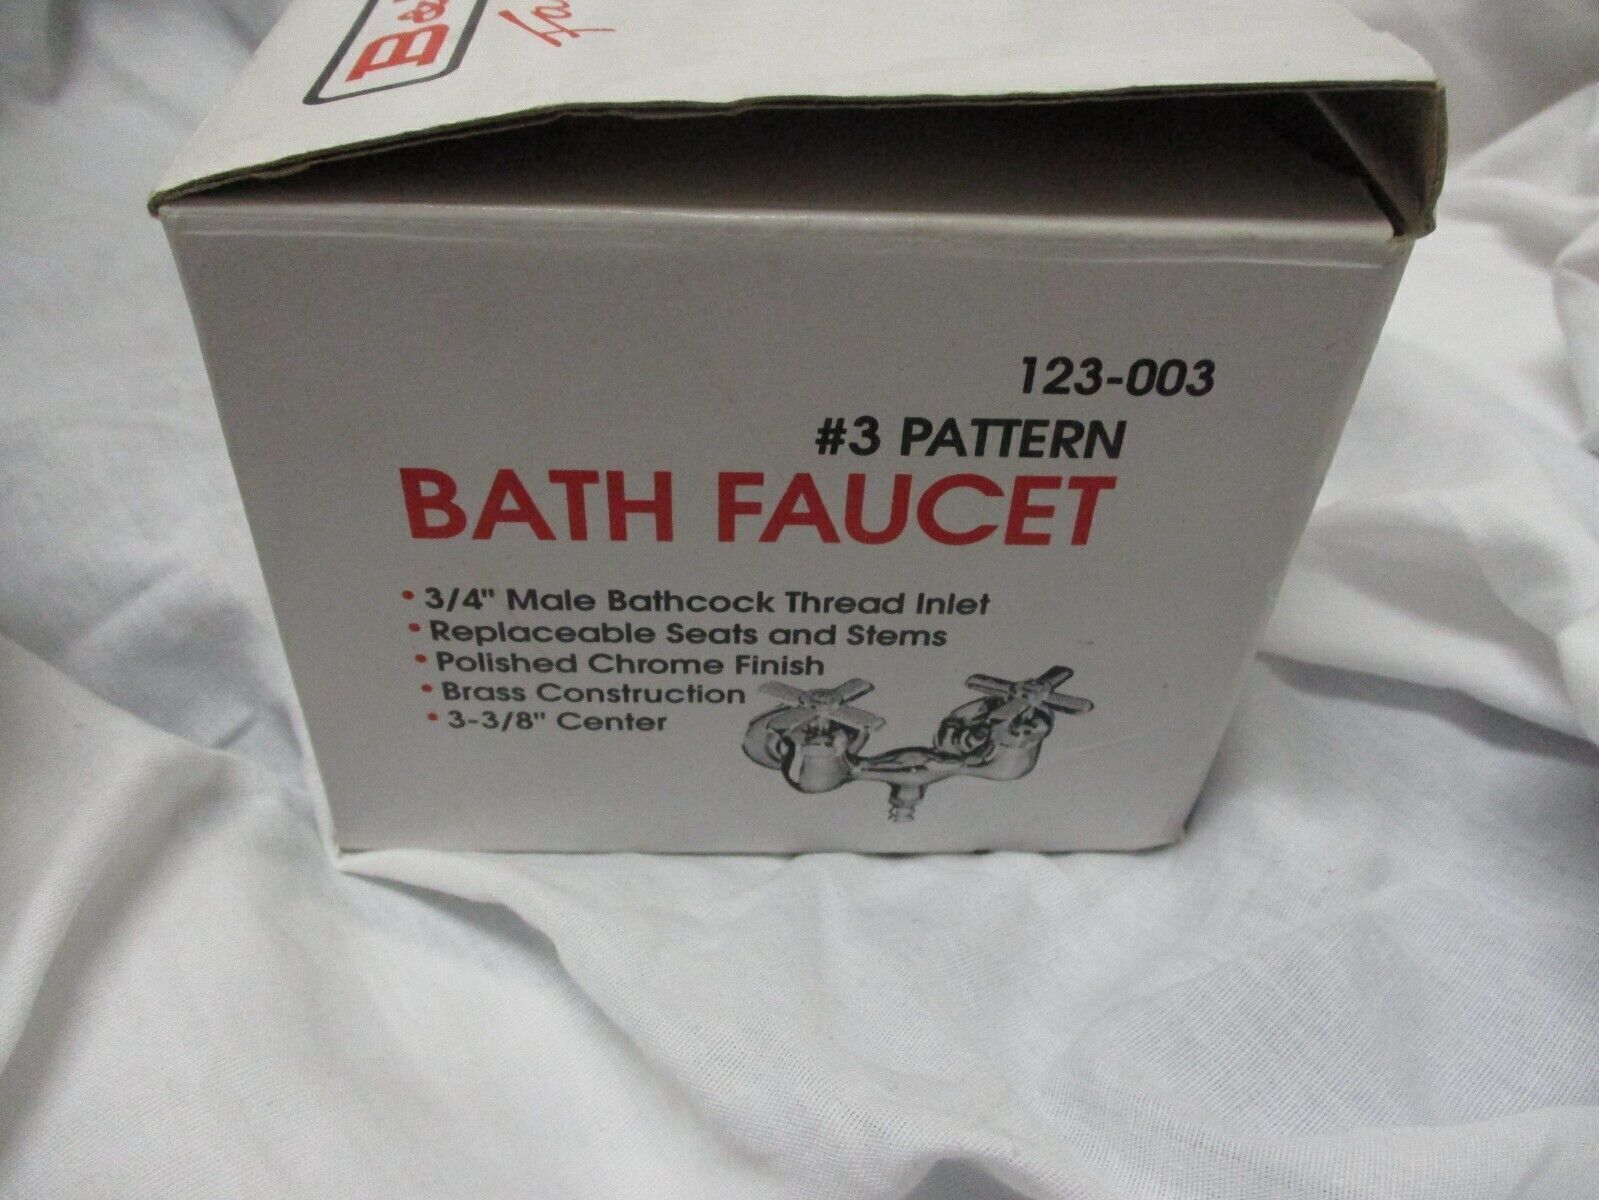 B&
Fa
123-003
#3 PATTERN
BATH FAUCET
• 3/4" Male Bathcock Thread Inlet
• Replaceable Seats and Stems
• Polished Chrome Finish
• Brass Construction
• 3-3/8" Center